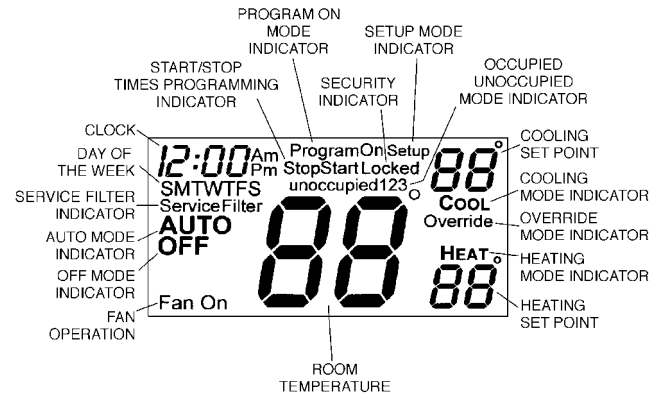 PROGRAM ON
MODE
INDICATOR
SETUP MODE
INDICATOR
START/STOP
TIMES PROGRAMMING
INDICATOR
SECURITY
INDICATOR
OCCUPIED
UNOCCUPIED
MODE INDICATOR
CLOCK
DAY OF
THE WEEK
SERVICE FILTER
INDICATOR
AUTO MODE
INDICATOR
OFF MODE
INDICATOR
FAN
OPERATION
12:00 Am
Pm
SMTWTFS
ServiceFilter
AUTO
OFF
Fan On
ProgramOn Setup
StopStart Locked
unoccupied123
88°
88°
COOL
Override
HEAT
88°
COOLING
SET POINT
COOLING
MODE INDICATOR
OVERRIDE
MODE INDICATOR
HEATING
MODE INDICATOR
HEATING
SET POINT
ROOM
TEMPERATURE